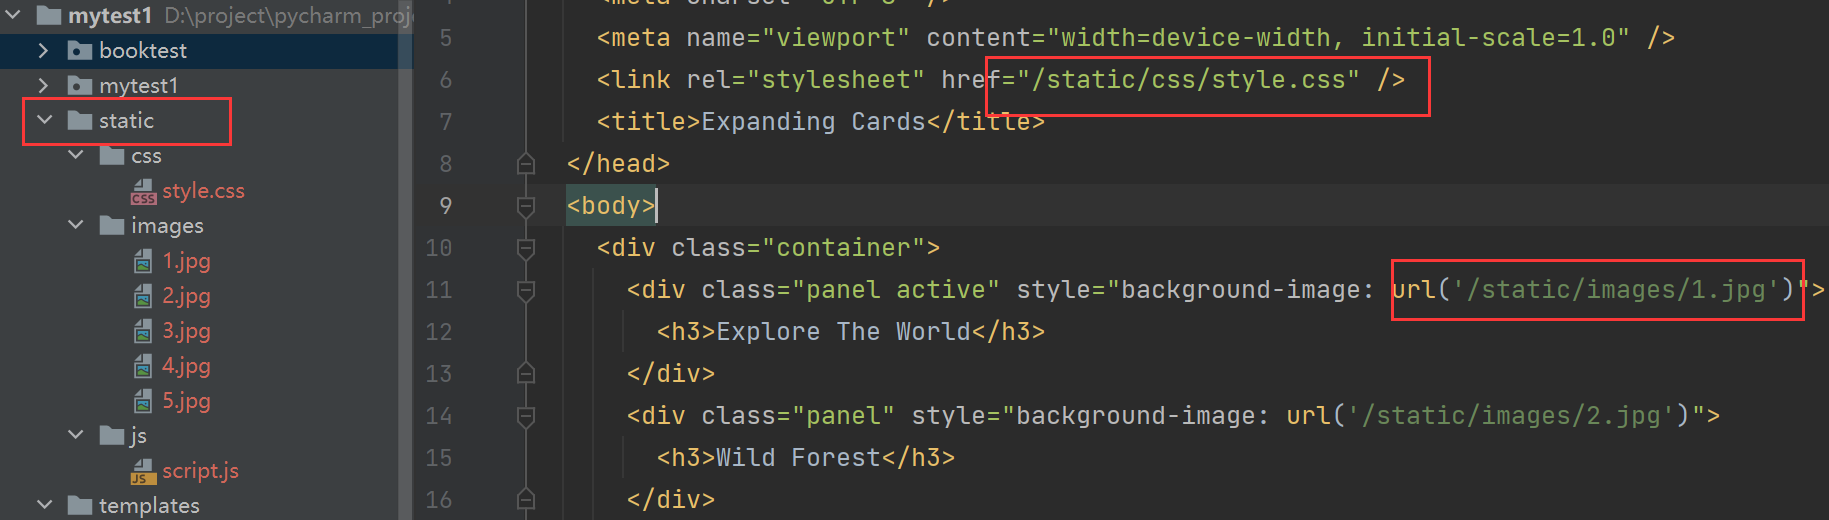 mytest1 D:\project\pycharm_proj
booktest
mytest1
static
css
style.css
images
1.jpg
2.jpg
3.jpg
4.jpg
5.jpg
js
script.js
templates
5 <meta name="viewport" content="width=device-width, initial-scale=1.0" />
6 <link rel="stylesheet" href="/static/css/style.css" />
7 <title>Expanding Cards</title>
8 </head>
9 <body>
10 <div class="container">
11 <div class="panel active" style="background-image: url('/static/images/1.jpg')">
12 <h3>Explore The World</h3>
13 </div>
14 <div class="panel" style="background-image: url('/static/images/2.jpg')">
15 <h3>Wild Forest</h3>
16 </div>